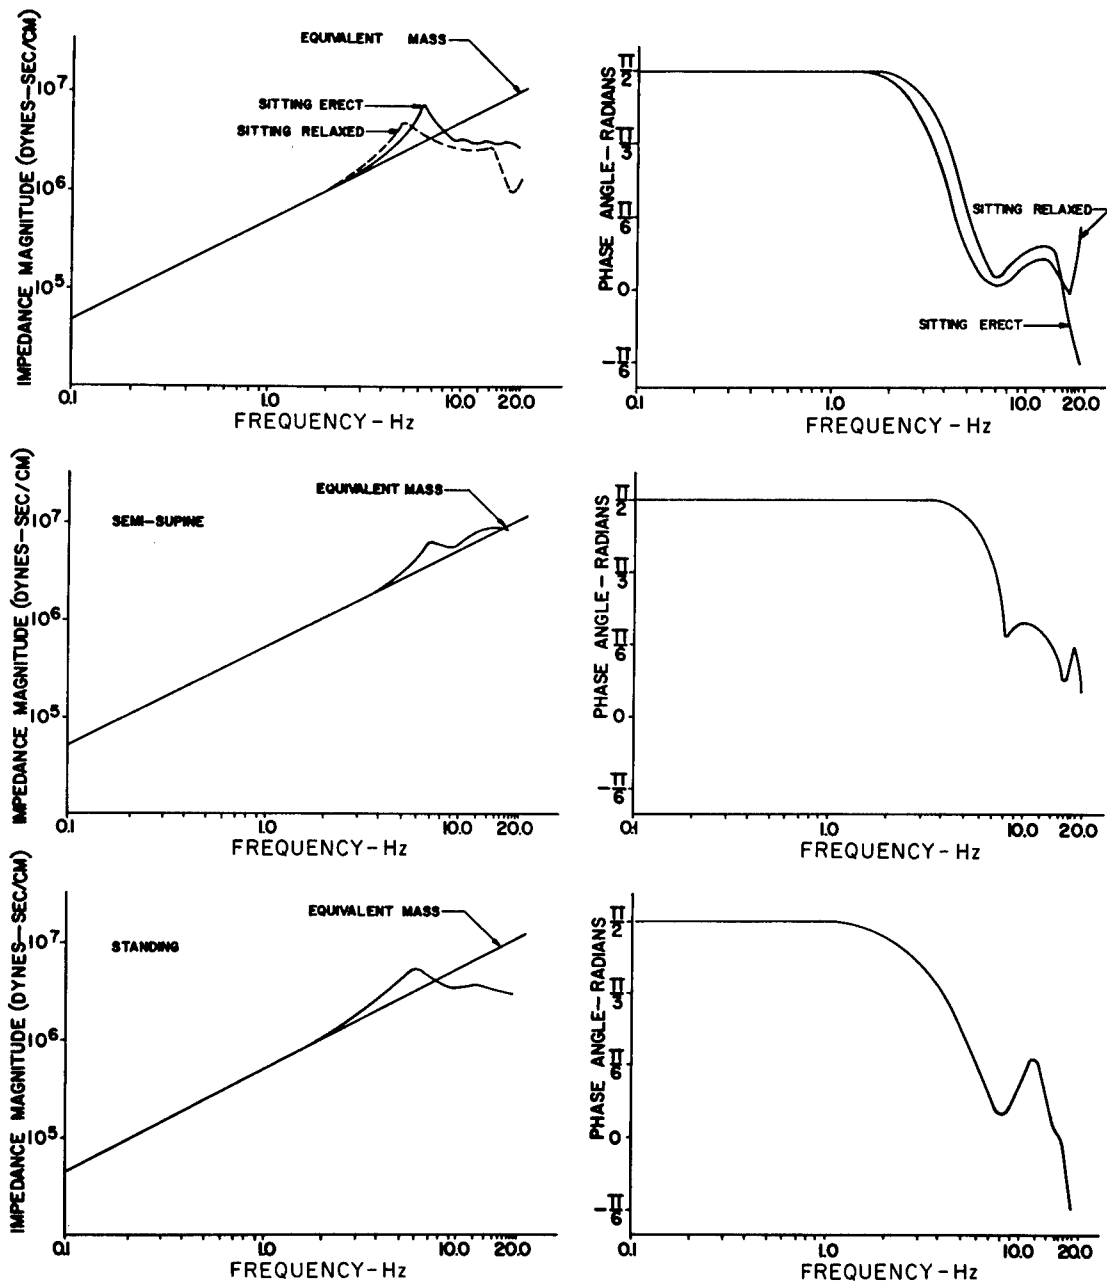 IMPEDANCE MAGNITUDE (DYNES-SEC/CM)
10⁷
10⁶
10⁵
EQUIVALENT MASS
SITTING ERECT
SITTING RELAXED
0.1 1.0 10.0 20.0
FREQUENCY - Hz
PHASE ANGLE - RADIANS
π/2
π/3
π/6
0
-π/6
SITTING RELAXED
SITTING ERECT
0.1 1.0 10.0 20.0
FREQUENCY - Hz
IMPEDANCE MAGNITUDE (DYNES-SEC/CM)
10⁷
10⁶
10⁵
SEMI-SUPINE
EQUIVALENT MASS
0.1 1.0 10.0 20.0
FREQUENCY - Hz
PHASE ANGLE - RADIANS
π/2
π/3
π/6
0
-π/6
0.1 1.0 10.0 20.0
FREQUENCY - Hz
IMPEDANCE MAGNITUDE (DYNES-SEC/CM)
10⁷
10⁶
10⁵
STANDING
EQUIVALENT MASS
0.1 1.0 10.0 20.0
FREQUENCY - Hz
PHASE ANGLE - RADIANS
π/2
π/3
π/6
0
-π/6
0.1 1.0 10.0 20.0
FREQUENCY - Hz